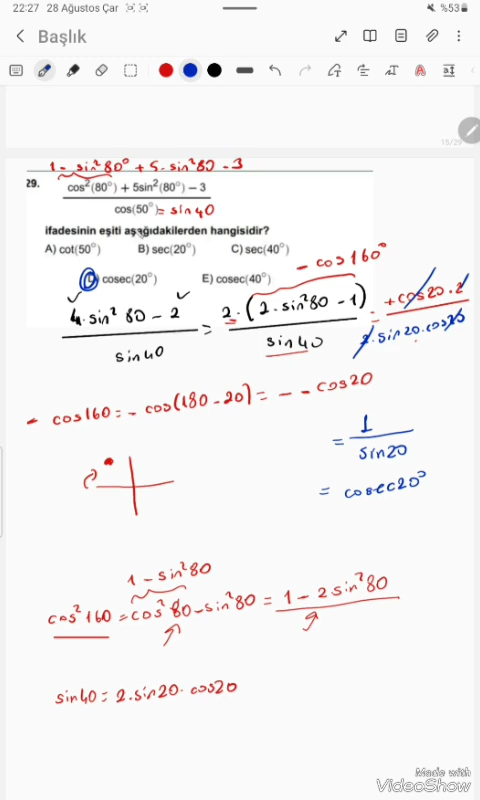 22:27 28 Ağustos Çar %53
Başlık
15/29
1 - sin²80° + 5.sin²80 - 3
29. cos²(80°) + 5sin²(80°) - 3
cos(50°) = sin40
ifadesinin eşiti aşağıdakilerden hangisidir?
A) cot(50°) B) sec(20°) C) sec(40°)
D) cosec(20°) E) cosec(40°)
- cos160°
4.sin²80 - 2 = 2.(2.sin²80 - 1) = +cos20.2
sin40 sin40 2.sin20.cos20
- cos160 = - cos(180-20) = - - cos20
= 1
sin20
= cosec20°
1 - sin²80
cos²160 = cos²80 - sin²80 = 1 - 2sin²80
sin40 = 2.sin20.cos20
Made with
VideoShow